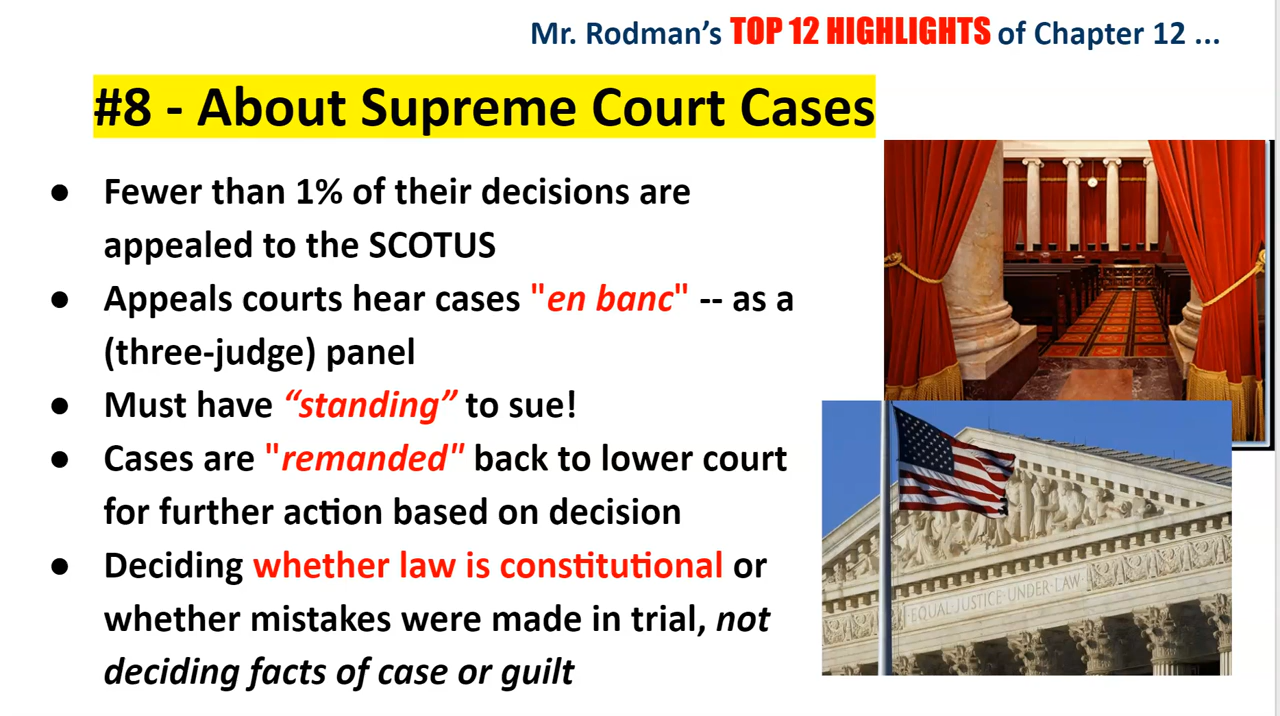 Mr. Rodman’s TOP 12 HIGHLIGHTS of Chapter 12 ...
#8 - About Supreme Court Cases
● Fewer than 1% of their decisions are
appealed to the SCOTUS
● Appeals courts hear cases "en banc" -- as a
(three-judge) panel
● Must have “standing” to sue!
● Cases are "remanded" back to lower court
for further action based on decision
● Deciding whether law is constitutional or
whether mistakes were made in trial, not
deciding facts of case or guilt
EQUAL JUSTICE UNDER LAW